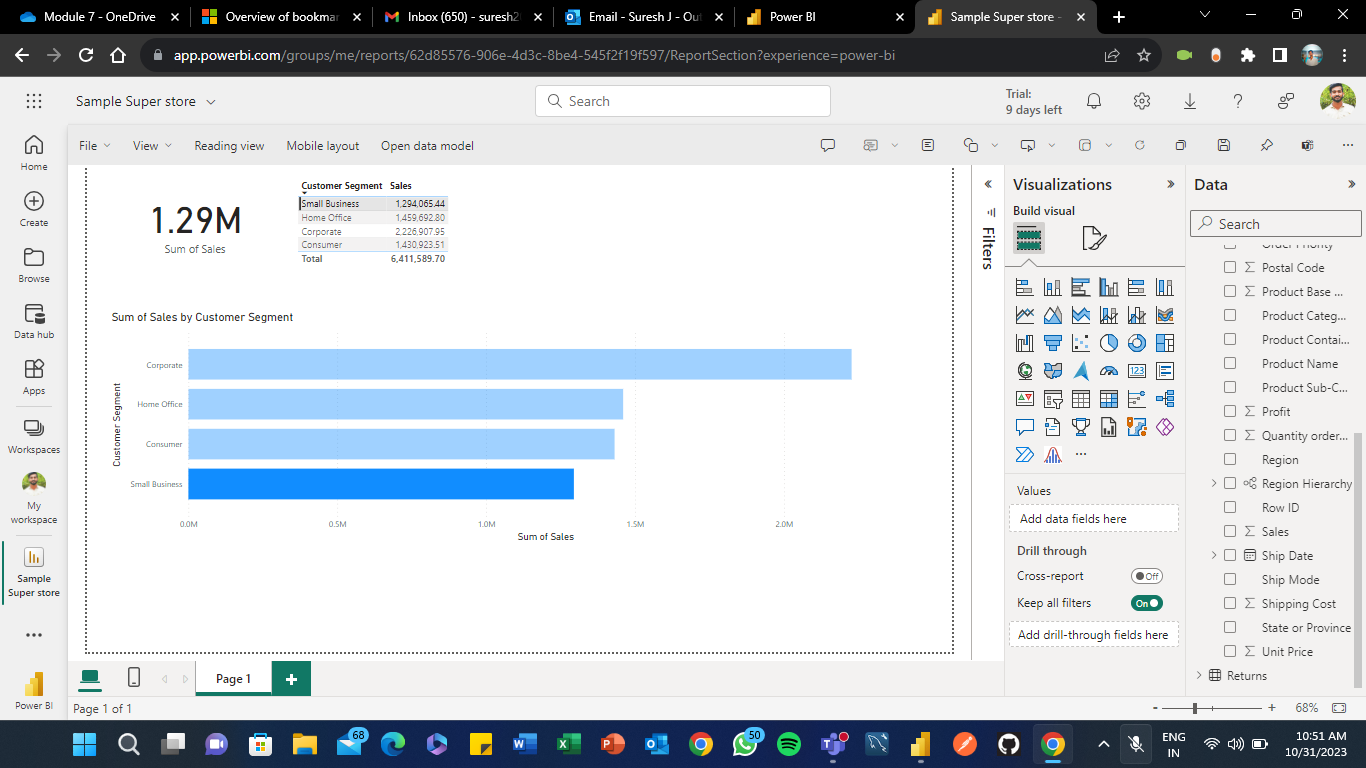 Module 7 - OneDrive
Overview of bookmar
Inbox (650) - suresh2
Email - Suresh J - Out
Power BI
Sample Super store -
app.powerbi.com/groups/me/reports/62d85576-906e-4d3c-8be4-545f2f19f597/ReportSection?experience=power-bi
Sample Super store
Search
Trial:
9 days left
Home
Create
Browse
Data hub
Apps
Workspaces
My
workspace
Sample
Super store
Power BI
File
View
Reading view
Mobile layout
Open data model
1.29M
Sum of Sales
Customer Segment Sales
Small Business 1,294,065.44
Home Office 1,459,692.80
Corporate 2,226,907.95
Consumer 1,430,923.51
Total 6,411,589.70
Sum of Sales by Customer Segment
Customer Segment
Corporate
Home Office
Consumer
Small Business
0.0M 0.5M 1.0M 1.5M 2.0M
Sum of Sales
Filters
Visualizations
Build visual
123
Values
Add data fields here
Drill through
Cross-report
Off
Keep all filters
On
Add drill-through fields here
Data
Search
Order Priority
Postal Code
Product Base ...
Product Categ...
Product Contai...
Product Name
Product Sub-C...
Profit
Quantity order...
Region
Region Hierarchy
Row ID
Sales
Ship Date
Ship Mode
Shipping Cost
State or Province
Unit Price
Returns
Page 1
Page 1 of 1
- + 68%
68
50
ENG
IN
10:51 AM
10/31/2023